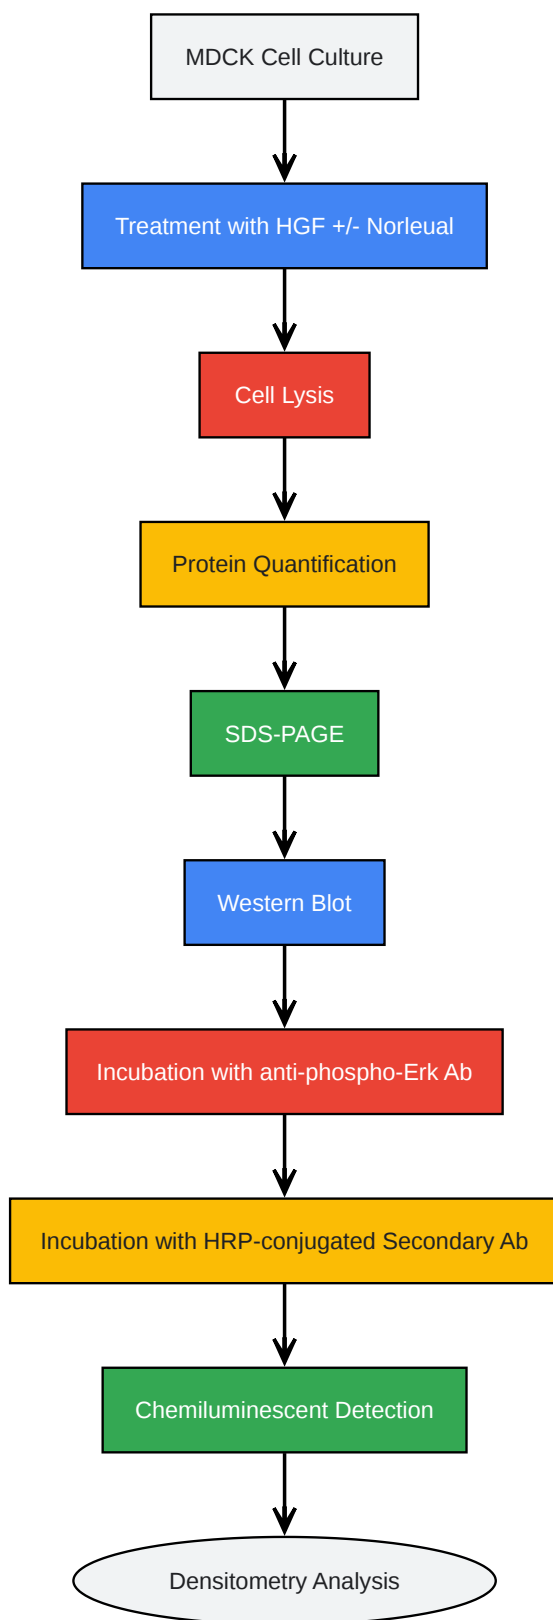 MDCK Cell Culture
Treatment with HGF +/- Norleual
Cell Lysis
Protein Quantification
SDS-PAGE
Western Blot
Incubation with anti-phospho-Erk Ab
Incubation with HRP-conjugated Secondary Ab
Chemiluminescent Detection
Densitometry Analysis